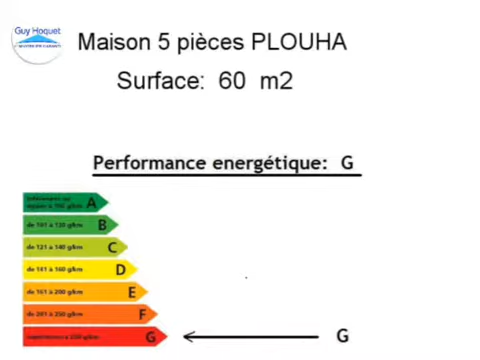 Guy Hoquet
Maison 5 pièces PLOUHA
Surface: 60 m2
Performance energétique: G
A
de 101 à 120 g/km B
de 121 à 140 g/km C
de 141 à 160 g/km D
de 161 à 200 g/km E
de 201 à 250 g/km F
G
G